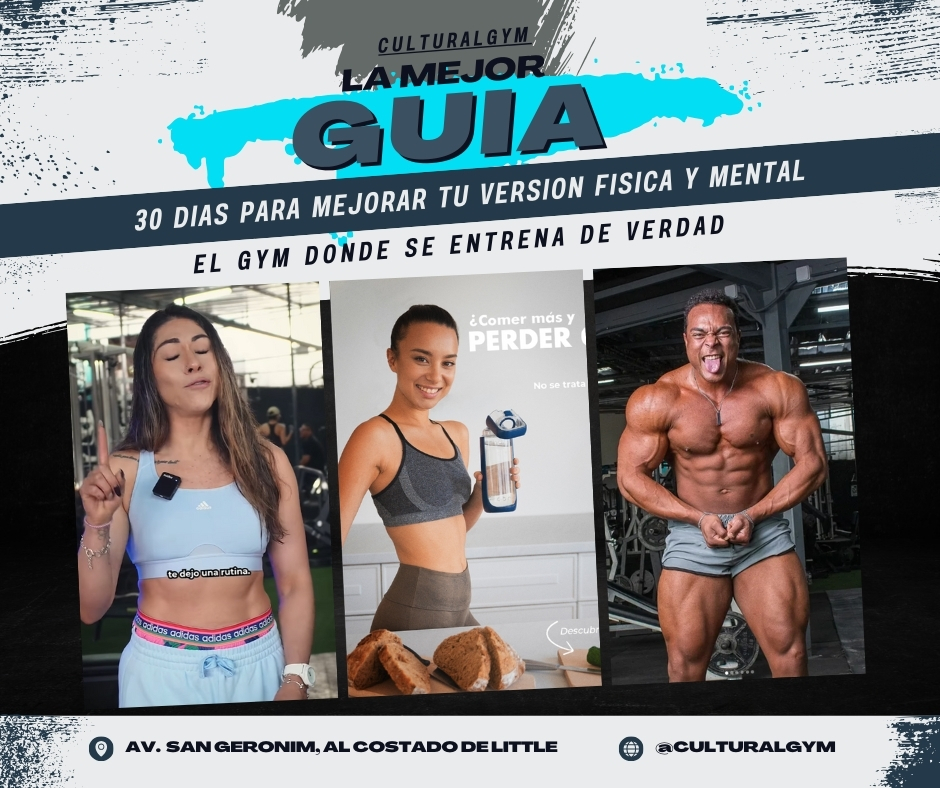 CULTURALGYM
LA MEJOR
GUIA
30 DIAS PARA MEJORAR TU VERSION FISICA Y MENTAL
EL GYM DONDE SE ENTRENA DE VERDAD
¿Comer más y
PERDER
No se trata
adidas
te dejo una rutina.
adidas adidas adidas adidas
Descubr
AV. SAN GERONIM, AL COSTADO DE LITTLE
@CULTURALGYM